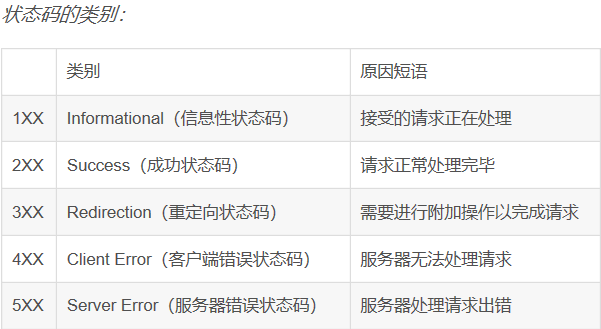 状态码的类别：
类别 原因短语
1XX Informational（信息性状态码） 接受的请求正在处理
2XX Success（成功状态码） 请求正常处理完毕
3XX Redirection（重定向状态码） 需要进行附加操作以完成请求
4XX Client Error（客户端错误状态码） 服务器无法处理请求
5XX Server Error（服务器错误状态码） 服务器处理请求出错